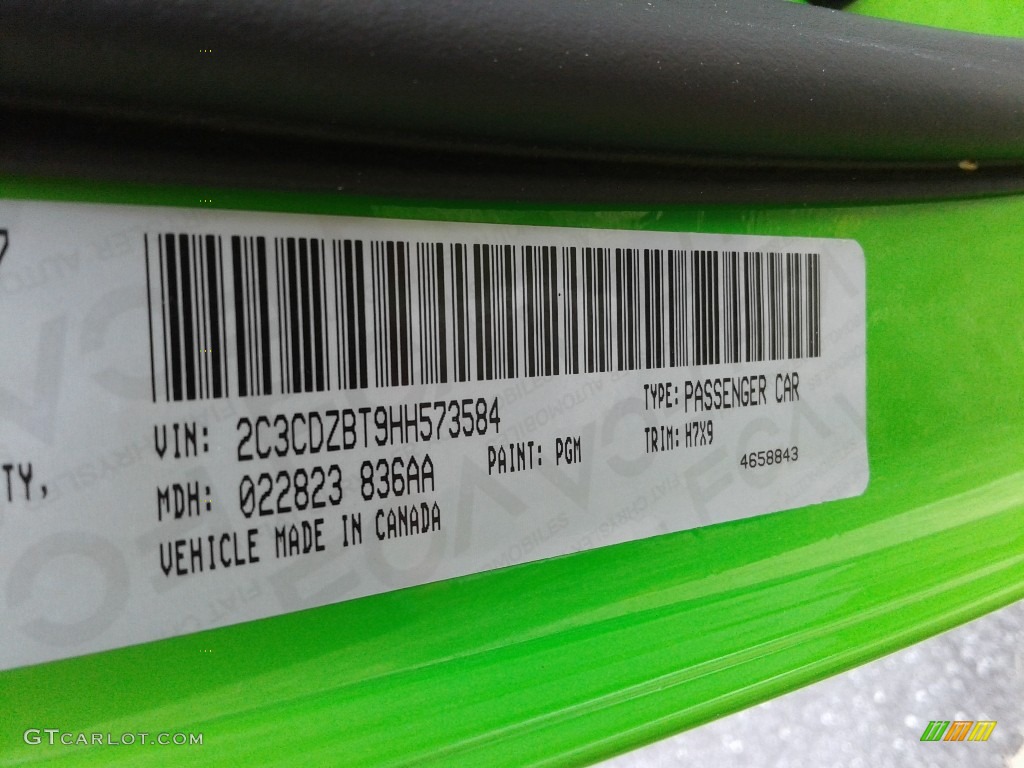 VIN: 2C3CDZBT9HH573584
TYPE: PASSENGER CAR
MDH: 022823 836AA
PAINT: PGM
TRIM: H7X9
4658843
VEHICLE MADE IN CANADA
TY,
7
GTCARLOT.COM